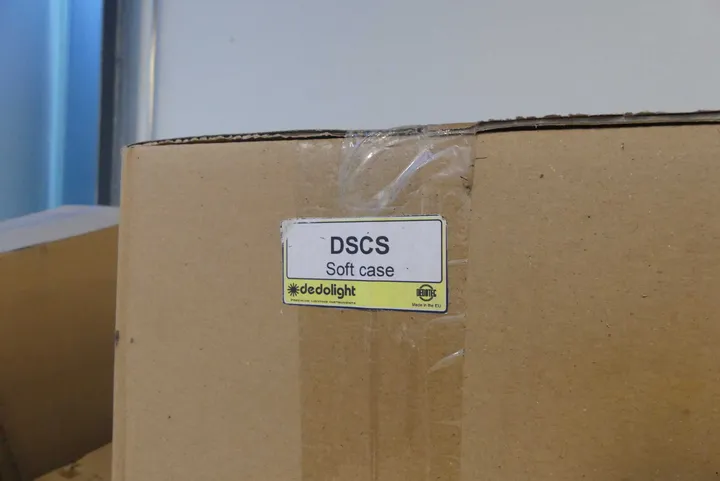 DSCS
Soft case
dedolight
DEDOTEC
Made in the EU